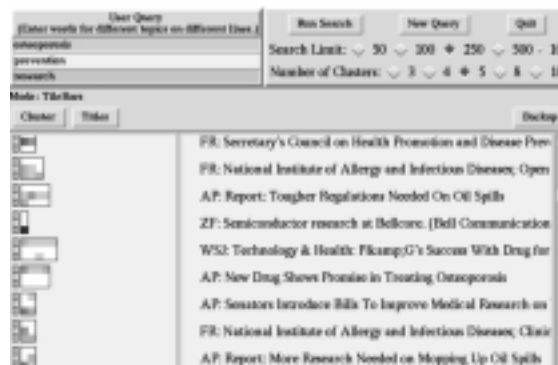 User Query
(Enter words for different topics on different lines.)
osteoporosis
prevention
research
Run Search New Query Quit
Search Limit: 50 100 250 500
Number of Clusters: 3 4 5 8
Mode: TileBars
Cluster Titles Backup
FR: Secretary's Council on Health Promotion and Disease Prev
FR: National Institute of Allergy and Infectious Diseases; Open
AP: Report: Tougher Regulations Needed On Oil Spills
ZF: Semiconductor research at Bellcore. (Bell Communication
WSJ: Technology & Health: P&amp;G's Success With Drug for
AP: New Drug Shows Promise in Treating Osteoporosis
AP: Senators Introduce Bills To Improve Medical Research on
FR: National Institute of Allergy and Infectious Diseases; Clinic
AP: Report: More Research Needed on Mopping Up Oil Spills